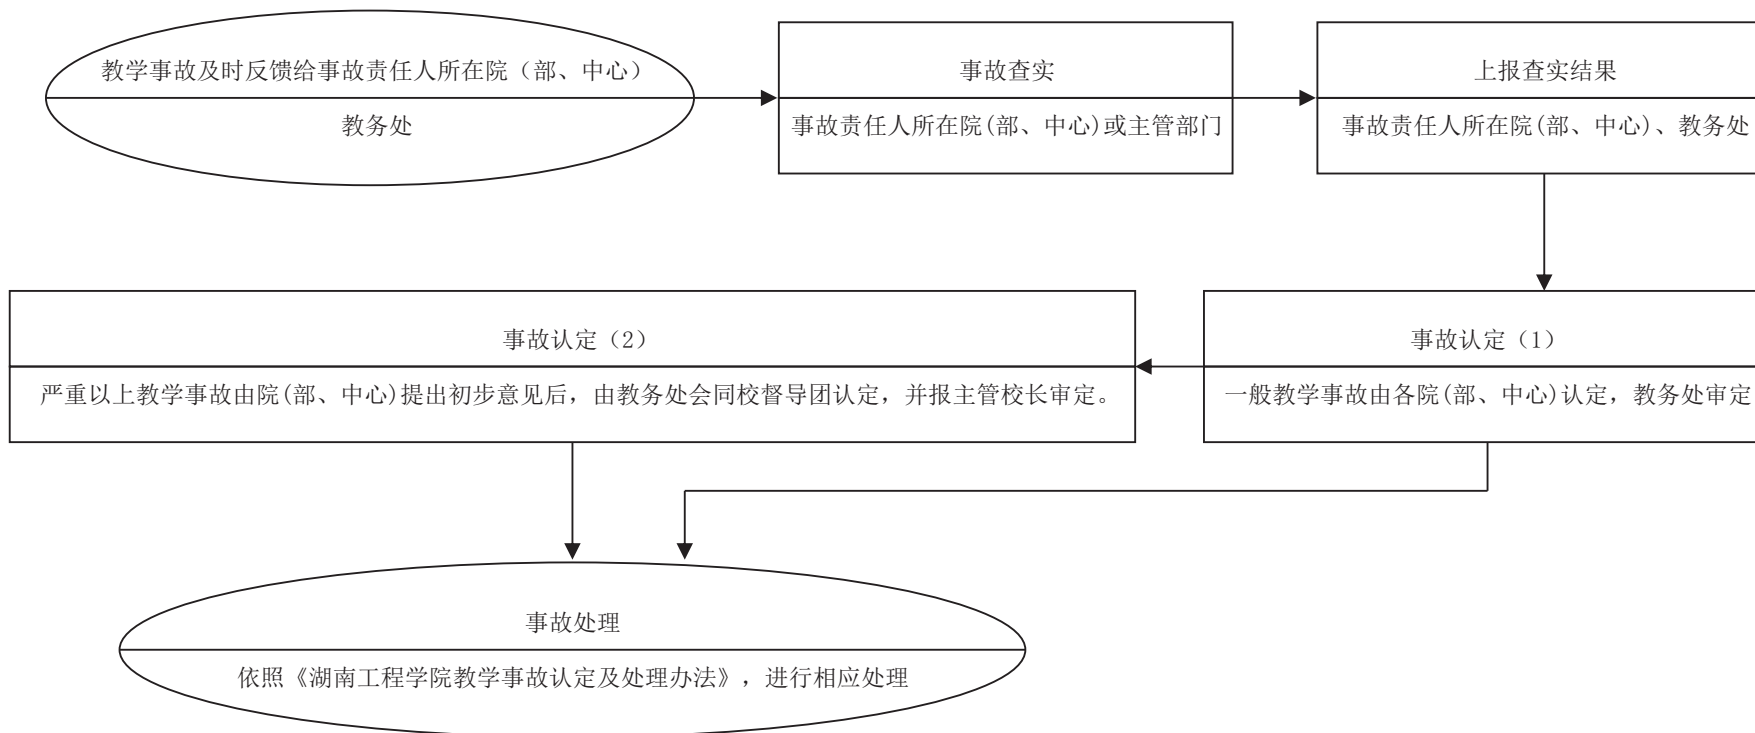 教学事故及时反馈给事故责任人所在院（部、中心）
教务处
事故查实
事故责任人所在院(部、中心)或主管部门
上报查实结果
事故责任人所在院(部、中心)、教务处
事故认定（1）
一般教学事故由各院(部、中心)认定，教务处审定
事故认定（2）
严重以上教学事故由院(部、中心)提出初步意见后，由教务处会同校督导团认定，并报主管校长审定。
事故处理
依照《湖南工程学院教学事故认定及处理办法》，进行相应处理